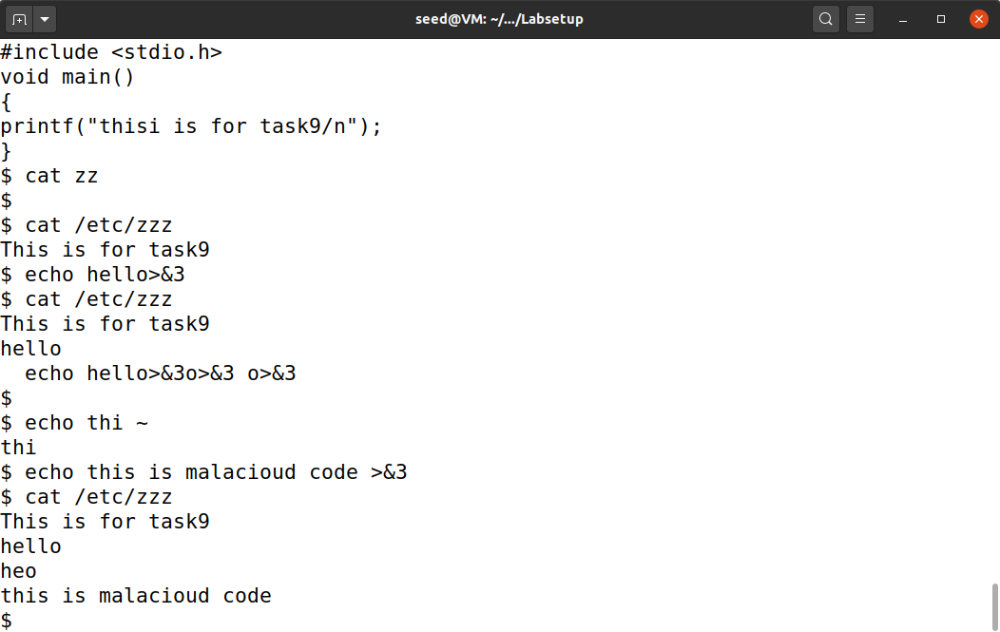 seed@VM: ~/.../Labsetup
#include <stdio.h>
void main()
{
printf("thisi is for task9/n");
}
$ cat zz
$
$ cat /etc/zzz
This is for task9
$ echo hello>&3
$ cat /etc/zzz
This is for task9
hello
  echo hello>&3o>&3 o>&3
$
$ echo thi ~
thi
$ echo this is malacioud code >&3
$ cat /etc/zzz
This is for task9
hello
heo
this is malacioud code
$